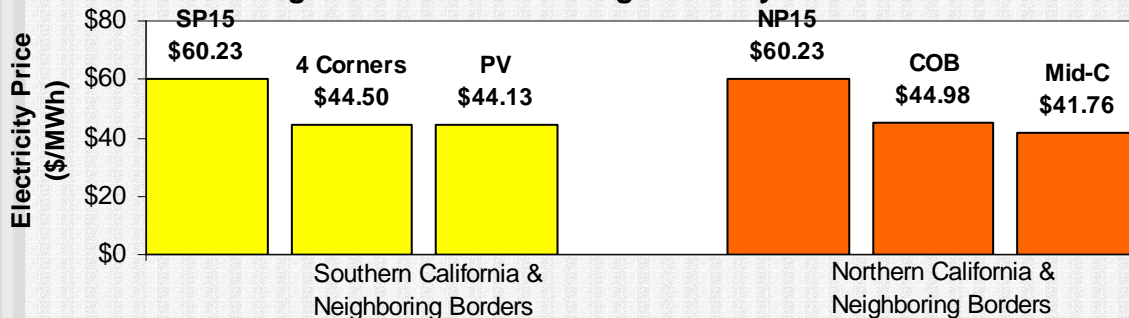 $80
$60
$40
$20
$0
Electricity Price
($/MWh)
SP15
$60.23
4 Corners
$44.50
PV
$44.13
NP15
$60.23
COB
$44.98
Mid-C
$41.76
Southern California &
Neighboring Borders
Northern California &
Neighboring Borders